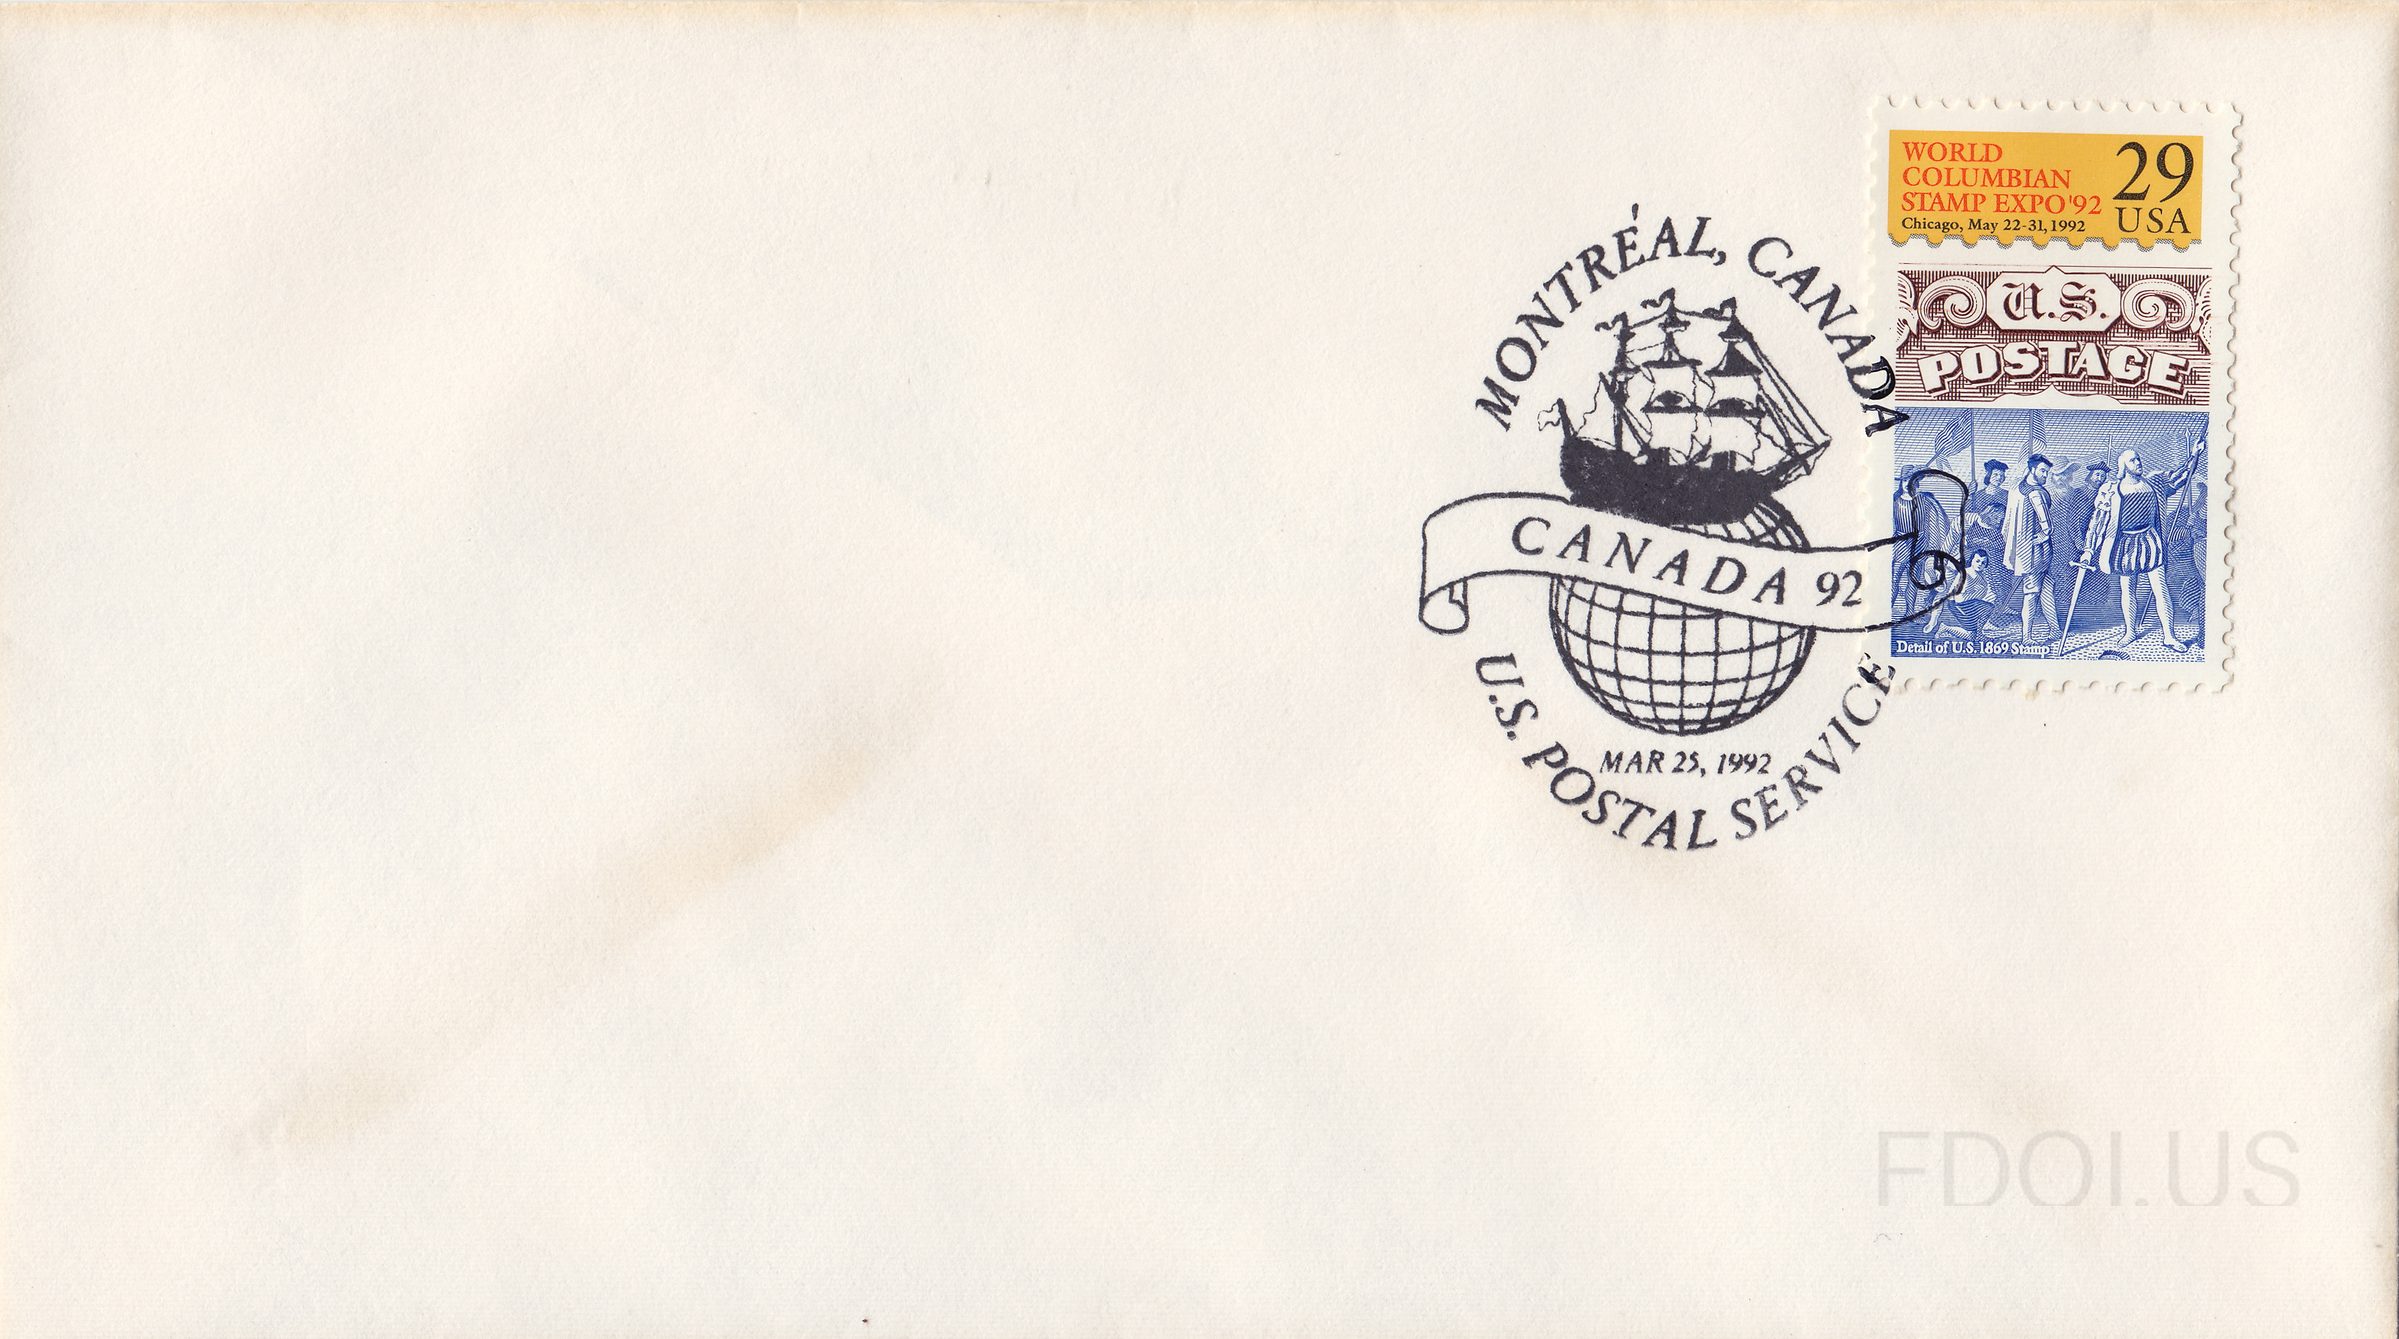 WORLD
COLUMBIAN
STAMP EXPO '92
Chicago, May 22-31, 1992
29
USA
U.S.
POSTAGE
Detail of U.S. 1869 Stamp
MONTRÉAL, CANADA
CANADA 92
MAR 25, 1992
U.S. POSTAL SERVICE
FDOI.US